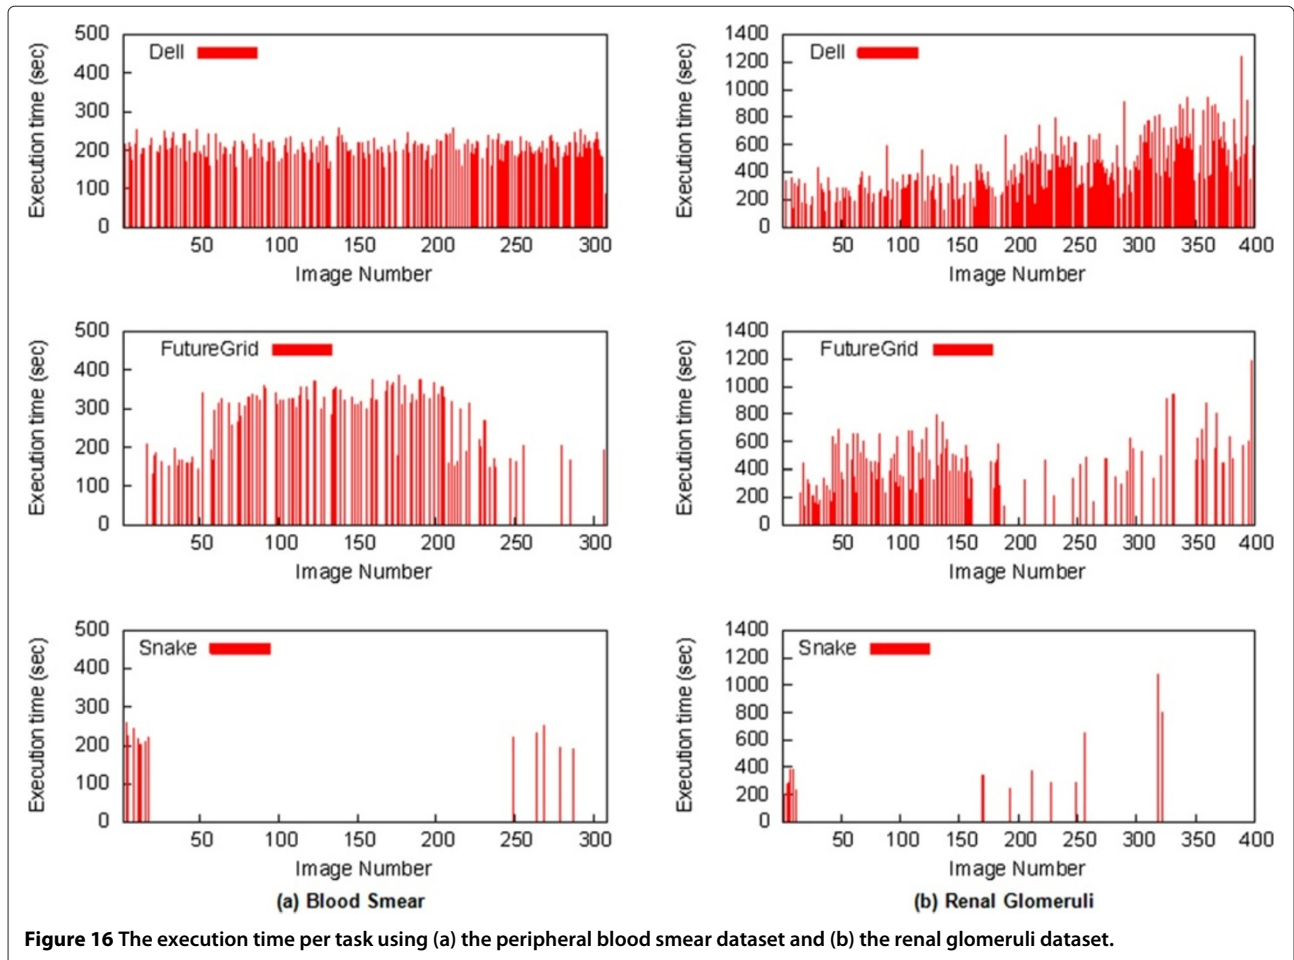 500
400
300
200
100
0
Execution time (sec)
Dell
50 100 150 200 250 300
Image Number
1400
1200
1000
800
600
400
200
0
Execution time (sec)
Dell
50 100 150 200 250 300 350 400
Image Number
500
400
300
200
100
0
Execution time (sec)
FutureGrid
50 100 150 200 250 300
Image Number
1400
1200
1000
800
600
400
200
0
Execution time (sec)
FutureGrid
50 100 150 200 250 300 350 400
Image Number
500
400
300
200
100
0
Execution time (sec)
Snake
50 100 150 200 250 300
Image Number
(a) Blood Smear
1400
1200
1000
800
600
400
200
0
Execution time (sec)
Snake
50 100 150 200 250 300 350 400
Image Number
(b) Renal Glomeruli
Figure 16 The execution time per task using (a) the peripheral blood smear dataset and (b) the renal glomeruli dataset.